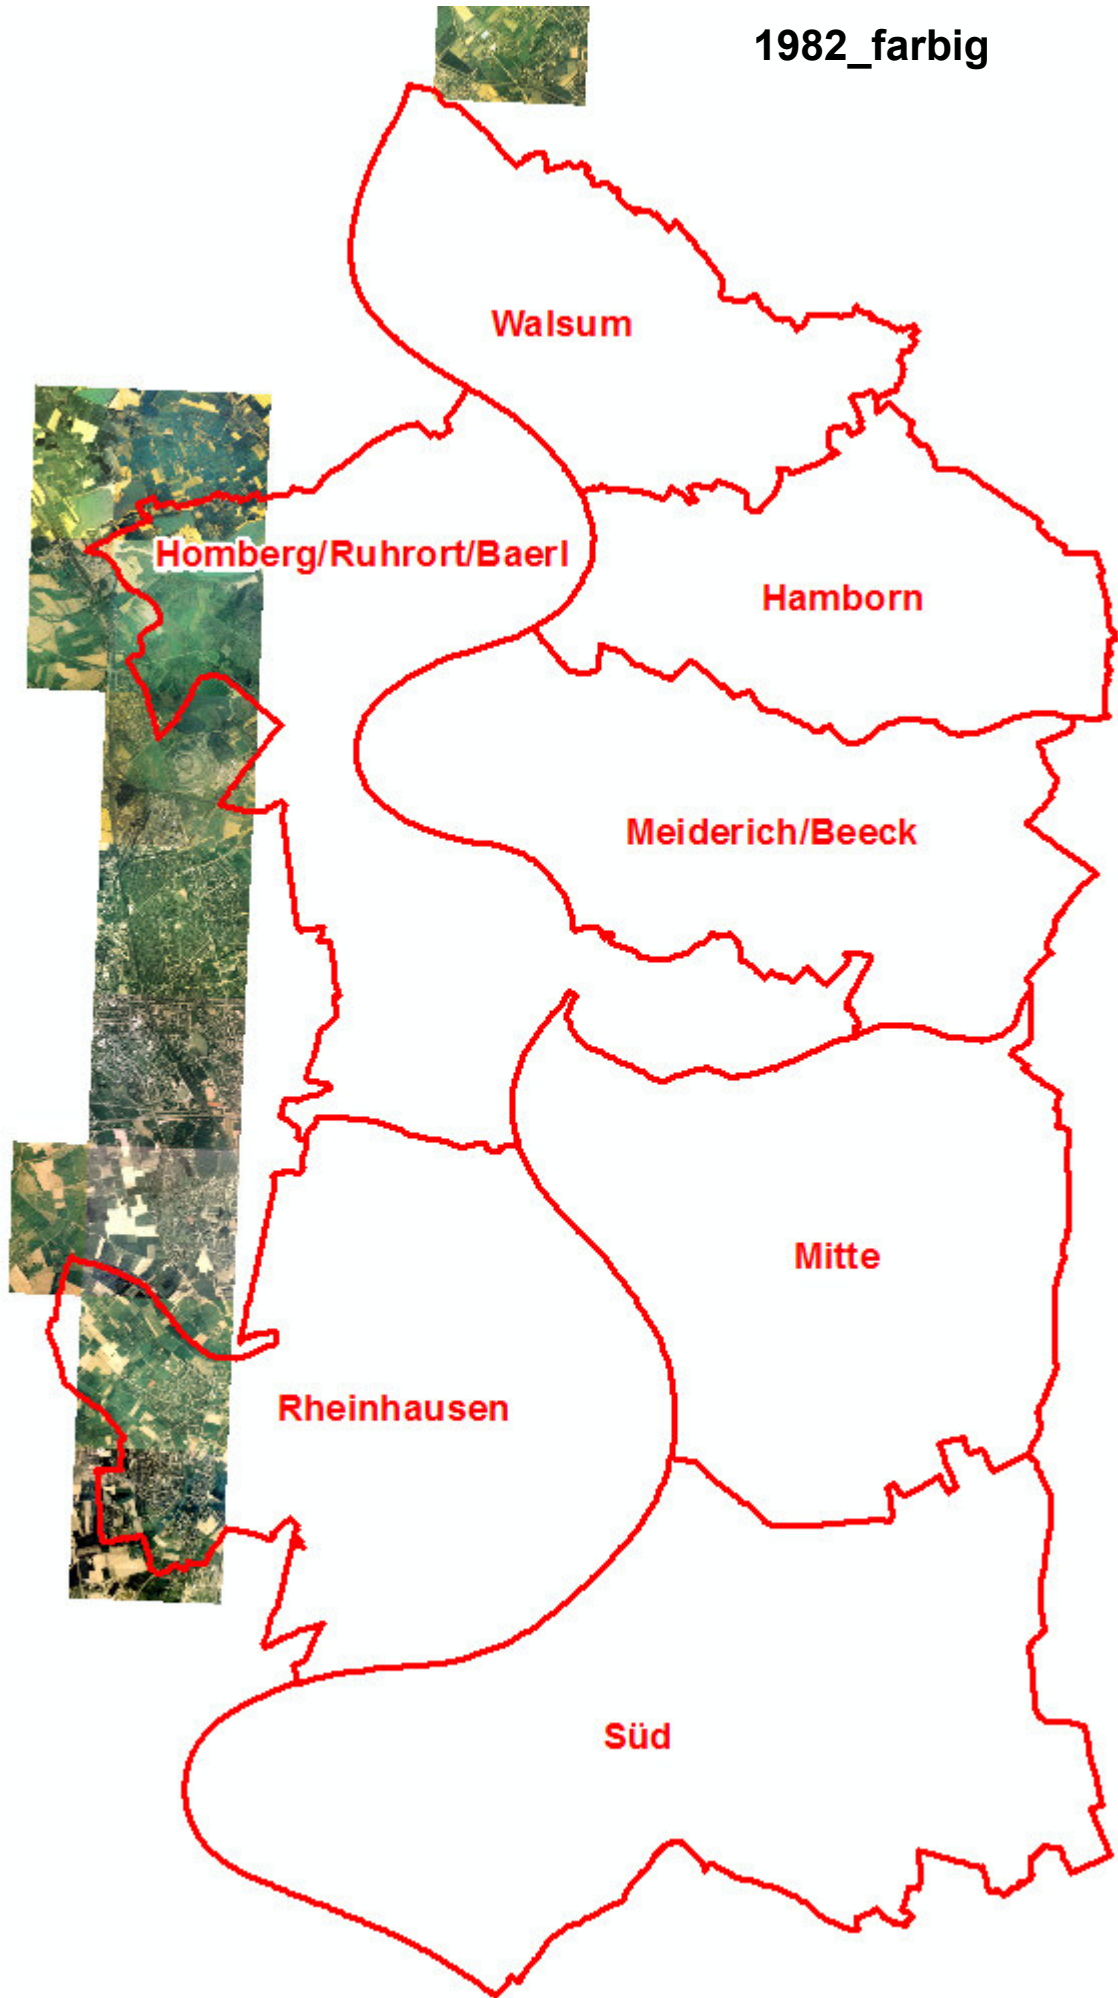 1982_farbig
Walsum
Homberg/Ruhrort/Baerl
Hamborn
Meiderich/Beeck
Mitte
Rheinhausen
Süd